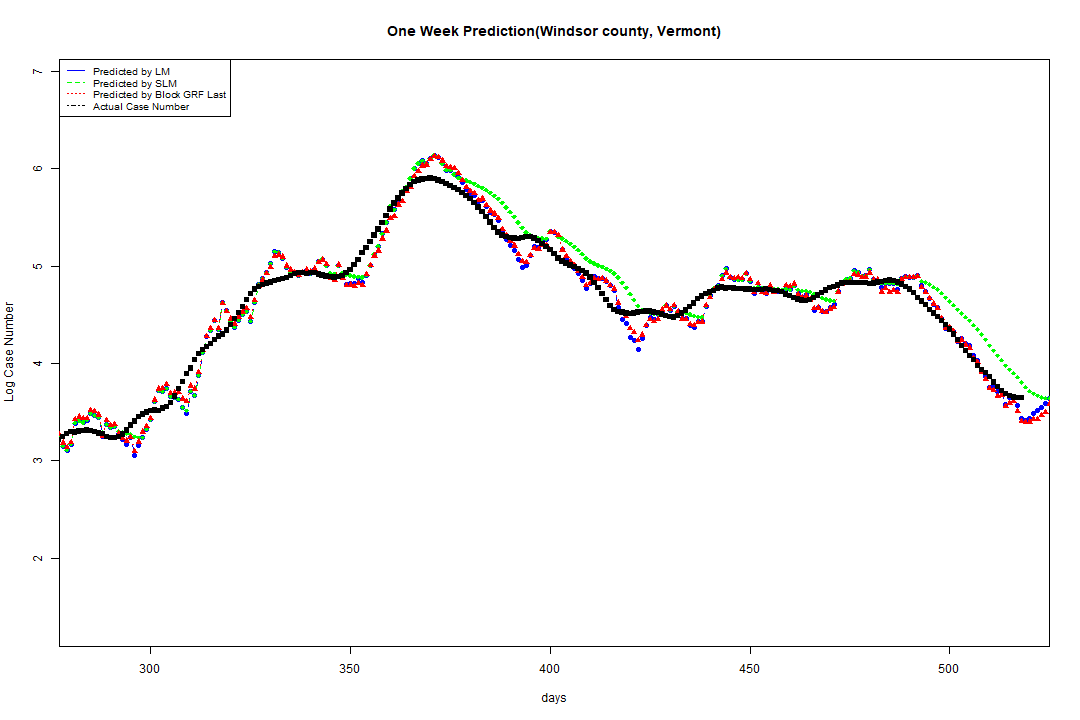 One Week Prediction(Windsor county, Vermont)
Predicted by LM
Predicted by SLM
Predicted by Block GRF Last
Actual Case Number
7
6
5
4
3
2
Log Case Number
300 350 400 450 500
days